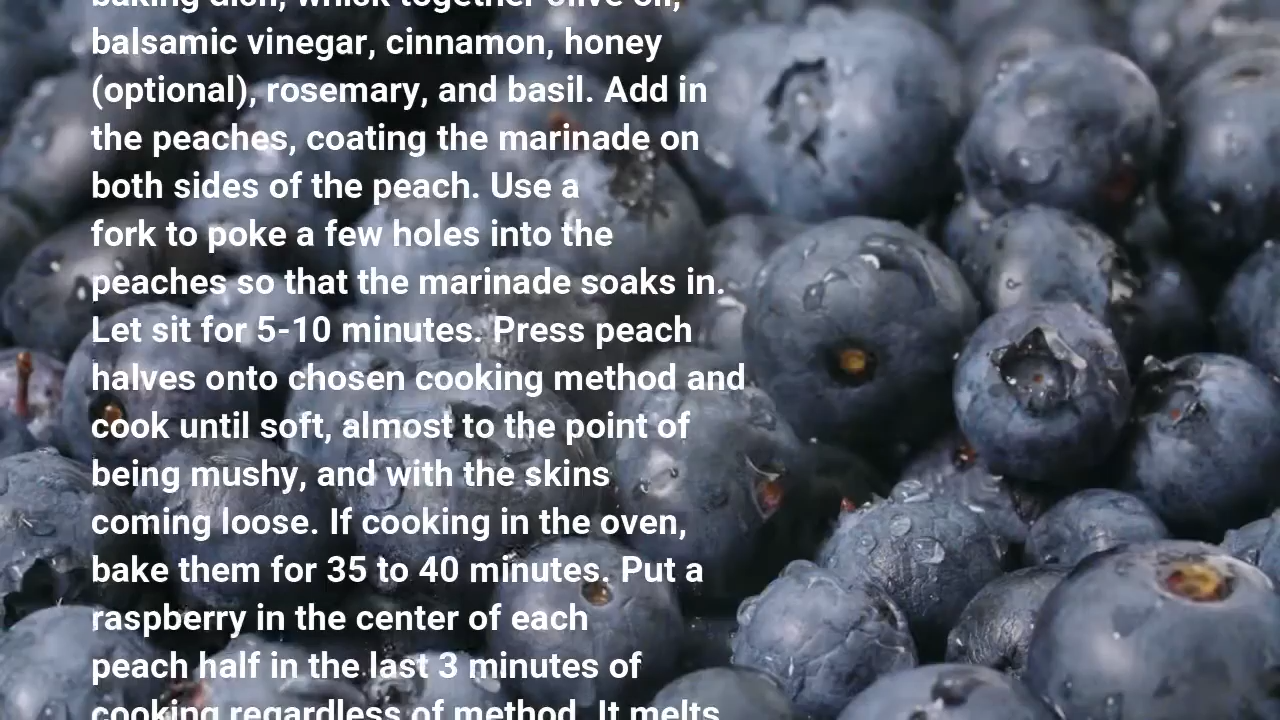 baking dish, whisk together olive oil,
balsamic vinegar, cinnamon, honey
(optional), rosemary, and basil. Add in
the peaches, coating the marinade on
both sides of the peach. Use a
fork to poke a few holes into the
peaches so that the marinade soaks in.
Let sit for 5-10 minutes. Press peach
halves onto chosen cooking method and
cook until soft, almost to the point of
being mushy, and with the skins
coming loose. If cooking in the oven,
bake them for 35 to 40 minutes. Put a
raspberry in the center of each
peach half in the last 3 minutes of
cooking regardless of method. It melts